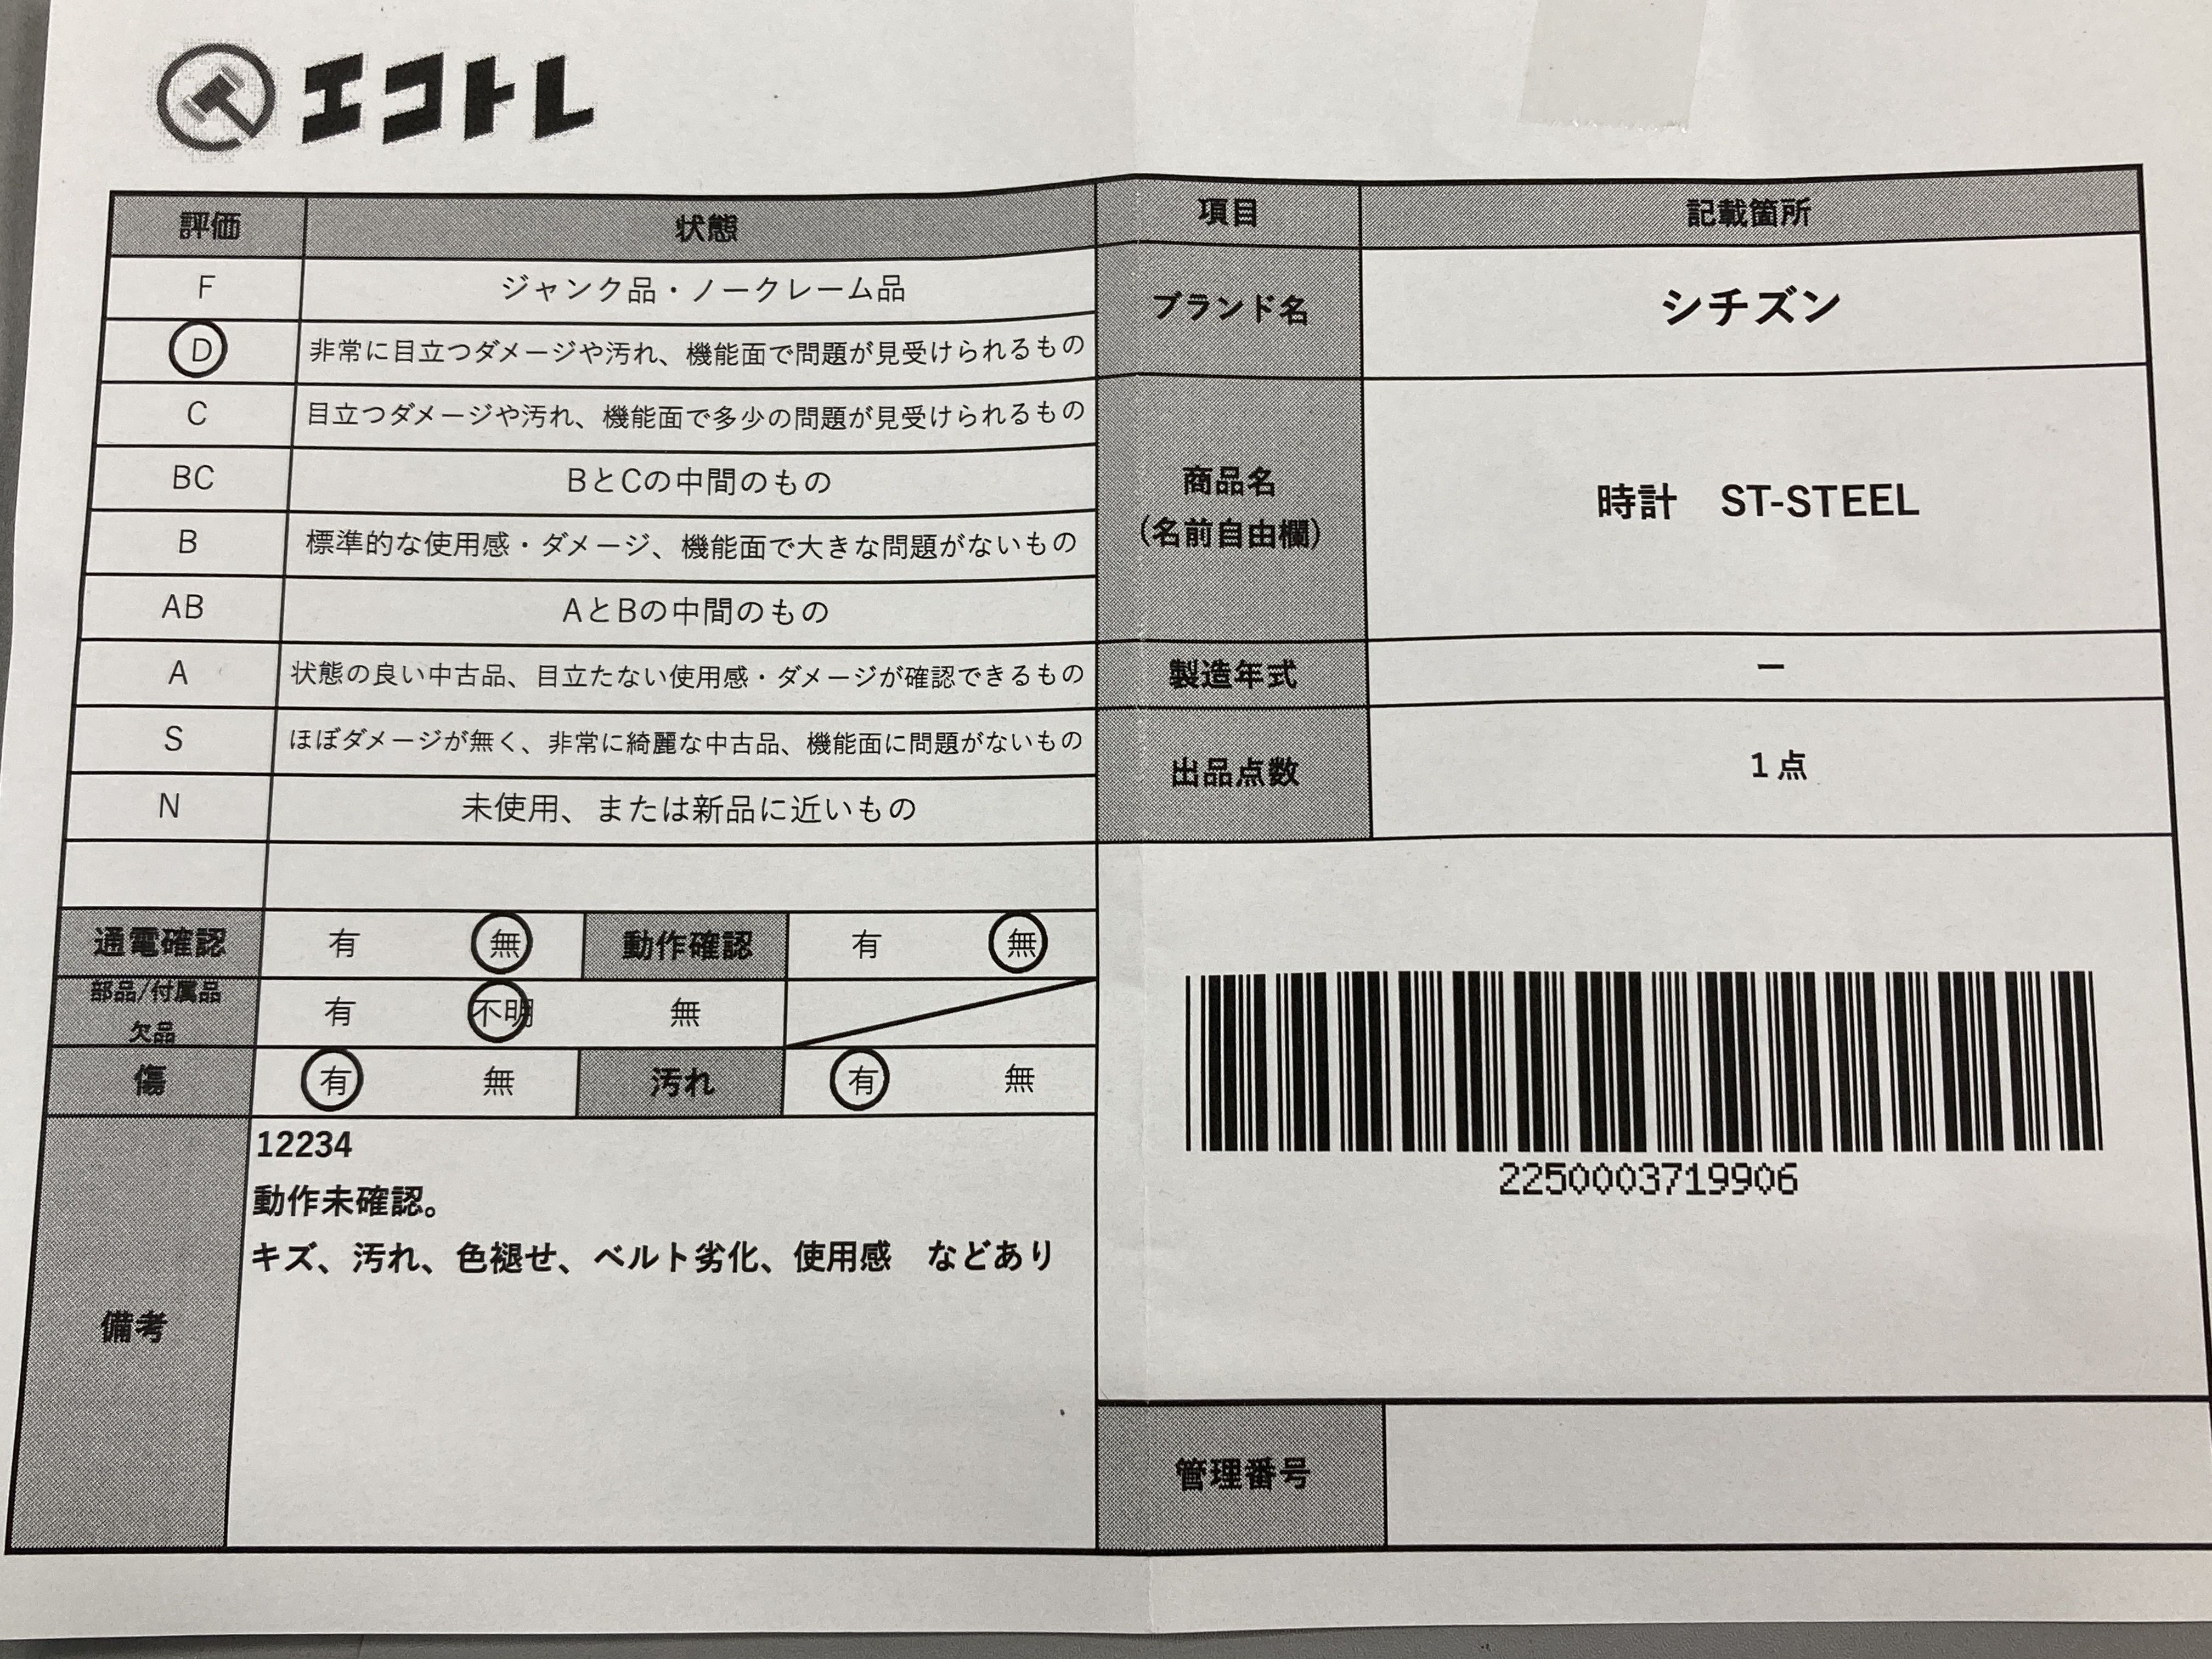 エコトレ
評価 状態
F ジャンク品・ノークレーム品
D 非常に目立つダメージや汚れ、機能面で問題が見受けられるもの
C 目立つダメージや汚れ、機能面で多少の問題が見受けられるもの
BC BとCの中間のもの
B 標準的な使用感・ダメージ、機能面で大きな問題がないもの
AB AとBの中間のもの
A 状態の良い中古品、目立たない使用感・ダメージが確認できるもの
S ほぼダメージが無く、非常に綺麗な中古品、機能面に問題がないもの
N 未使用、または新品に近いもの
通電確認 有 無 動作確認 有 無
部品/付属品
欠品 有 不明 無
傷 有 無 汚れ 有 無
備考
12234
動作未確認。
キズ、汚れ、色褪せ、ベルト劣化、使用感 などあり
項目 記載箇所
ブランド名 シチズン
商品名
(名前自由欄)
時計 ST-STEEL
製造年式 ー
出品点数 1点
2250003719906
管理番号